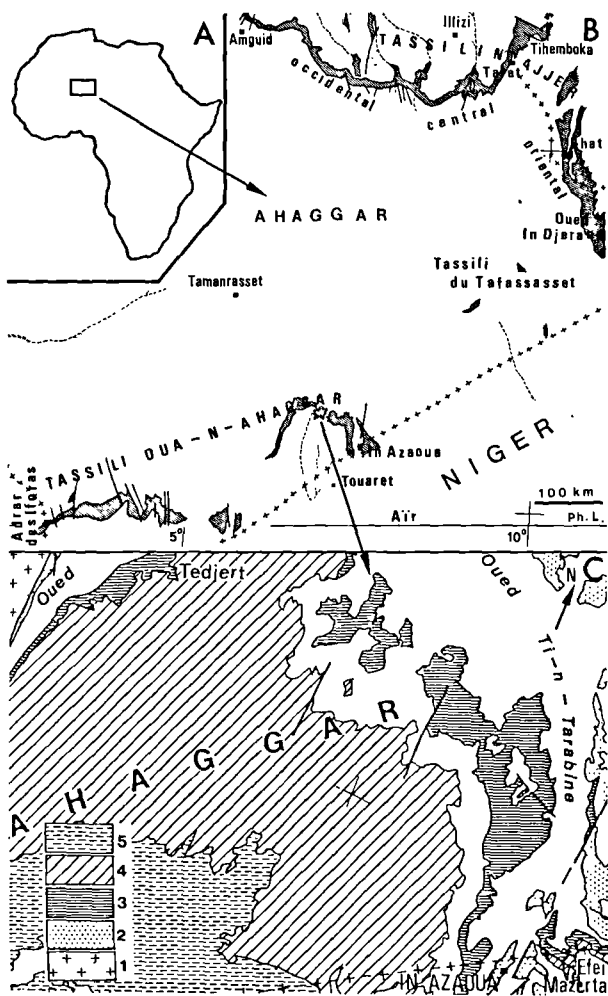 A
B
Amguid
Illizi
TASSILI N'AJJER
Tihemboka
occidental
central
oriental
AHAGGAR
Oued
In Djeran
Tamanrasset
Tassili
du Tafassasset
TASSILI OUA-N-AHAGGAR
In Azaoua
Touaret
NIGER
100 km
Adrar
des Iforas
Aïr
Ph. L.
5°
10°
C
Oued
Tedjert
Oued
N
Ti-n-Tarabine
AHAGGAR
5
4
3
2
1
IN AZAOUA
Efei
Mazerta